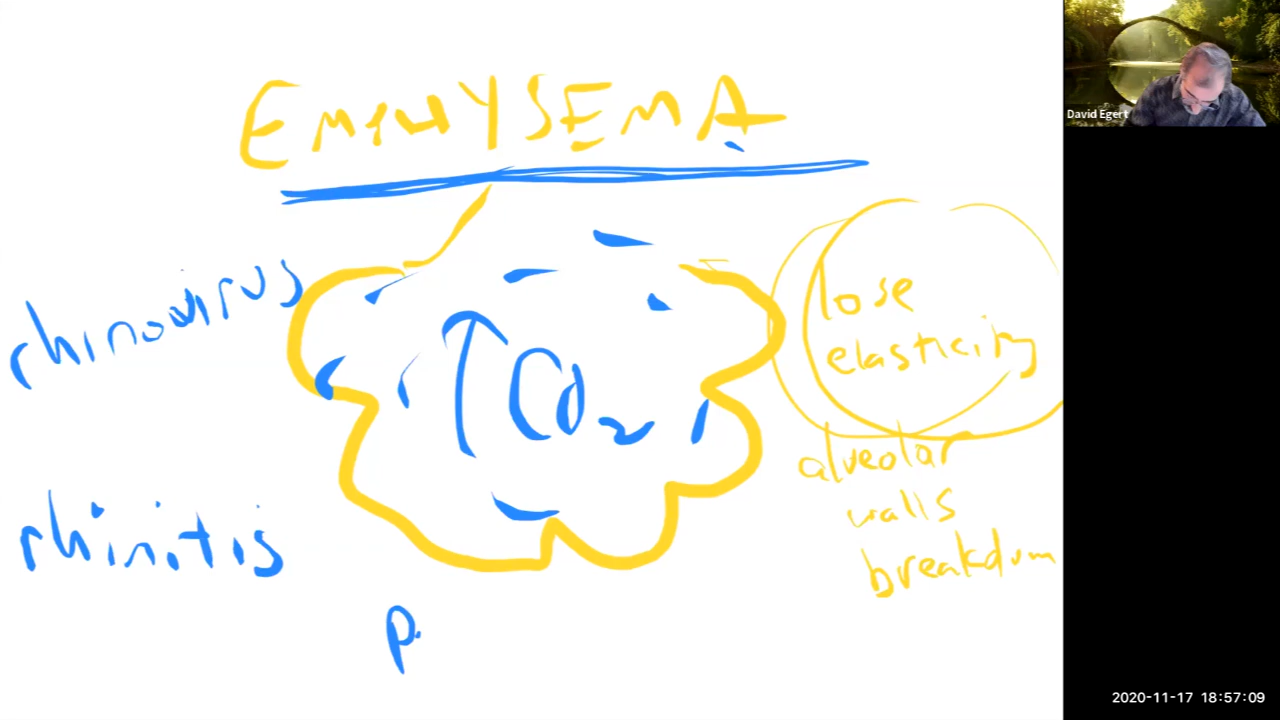 EMPHYSEMA
David Egert
rhinovirus
lose
elasticity
↑CO2
alveolar
walls
breakdown
rhinitis
p.
2020-11-17 18:57:09